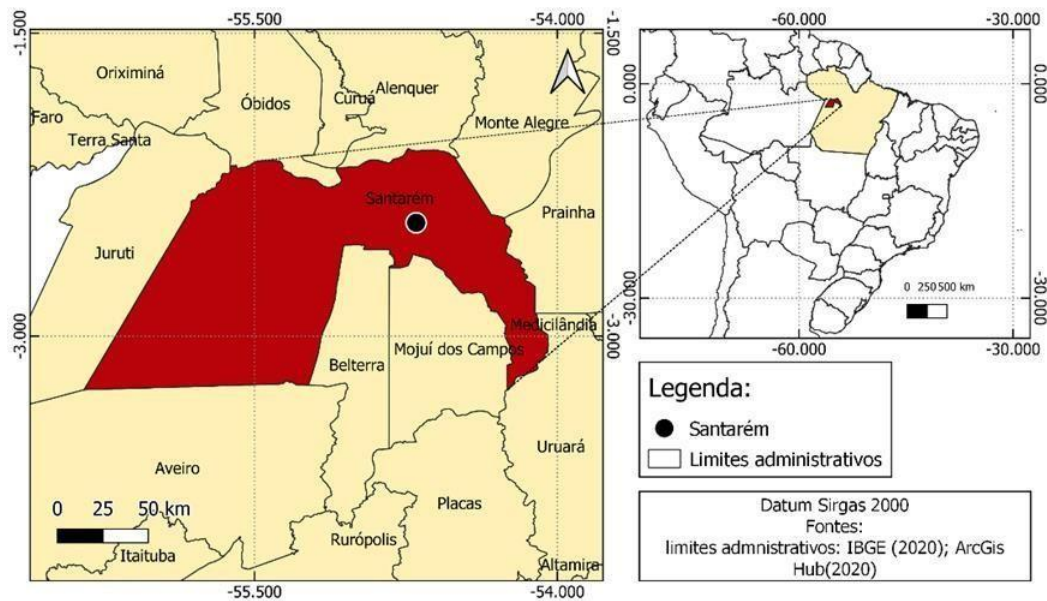 -55.500
-54.000
-1.500
-1.500
Oriximiná
Óbidos
Curuá
Alenquer
Faro
Terra Santa
Monte Alegre
Santarém
Prainha
Juruti
-3.000
-3.000
Medicilândia
Belterra
Mojuí dos Campos
Uruará
Aveiro
Placas
0 25 50 km
Itaituba
Rurópolis
Altamira
-55.500
-54.000
-60.000
-30.000
0.000
0.000
0 250500 km
-30.000
-30.000
-60.000
-30.000
Legenda:
Santarém
Limites administrativos
Datum Sirgas 2000
Fontes:
limites admnistrativos: IBGE (2020); ArcGis
Hub(2020)